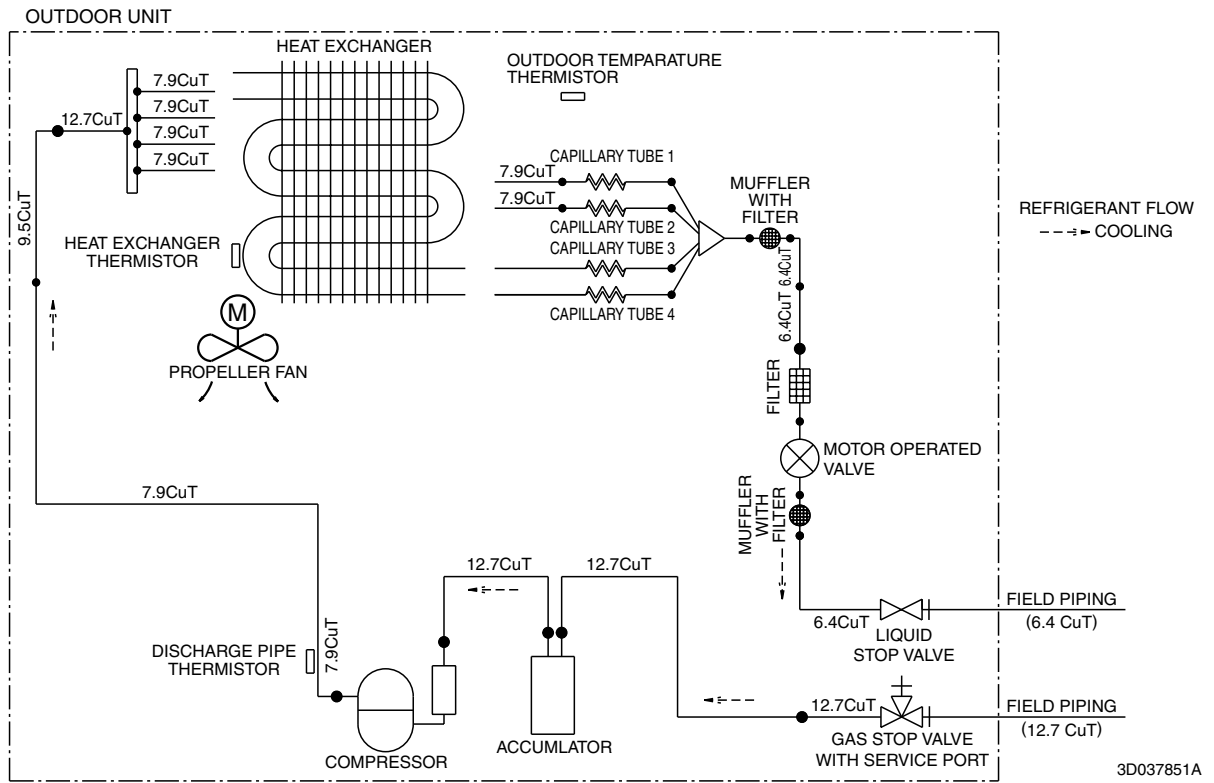 OUTDOOR UNIT
HEAT EXCHANGER
OUTDOOR TEMPARATURE
THERMISTOR
7.9CuT
7.9CuT
7.9CuT
7.9CuT
12.7CuT
9.5CuT
HEAT EXCHANGER
THERMISTOR
M
PROPELLER FAN
CAPILLARY TUBE 1
7.9CuT
7.9CuT
CAPILLARY TUBE 2
CAPILLARY TUBE 3
CAPILLARY TUBE 4
MUFFLER
WITH
FILTER
6.4CuT
6.4CuT
REFRIGERANT FLOW
COOLING
FILTER
MOTOR OPERATED
VALVE
MUFFLER
WITH
FILTER
7.9CuT
12.7CuT
12.7CuT
6.4CuT
LIQUID
STOP VALVE
FIELD PIPING
(6.4 CuT)
DISCHARGE PIPE
THERMISTOR
7.9CuT
COMPRESSOR
ACCUMLATOR
12.7CuT
GAS STOP VALVE
WITH SERVICE PORT
FIELD PIPING
(12.7 CuT)
3D037851A